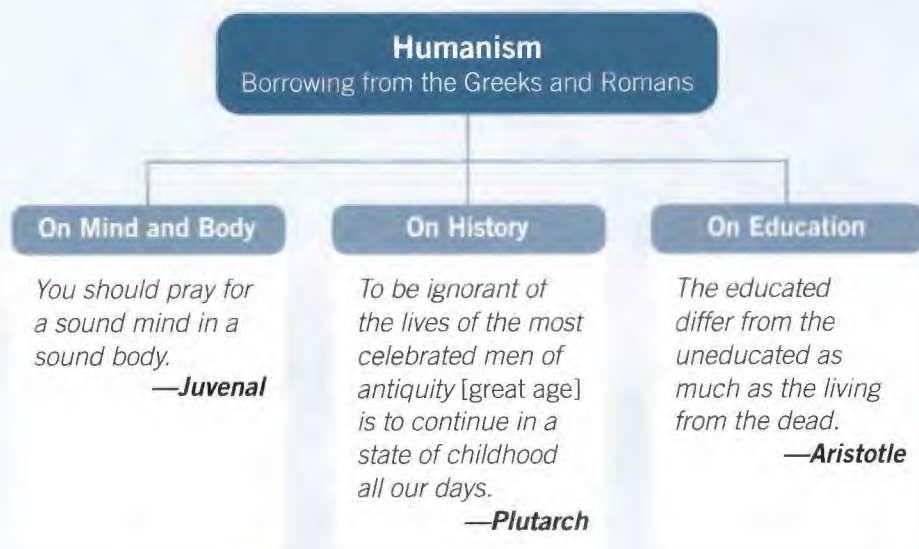 Humanism
Borrowing from the Greeks and Romans
On Mind and Body
You should pray for
a sound mind in a
sound body.
—Juvenal
On History
To be ignorant of
the lives of the most
celebrated men of
antiquity [great age]
is to continue in a
state of childhood
all our days.
—Plutarch
On Education
The educated
differ from the
uneducated as
much as the living
from the dead.
—Aristotle